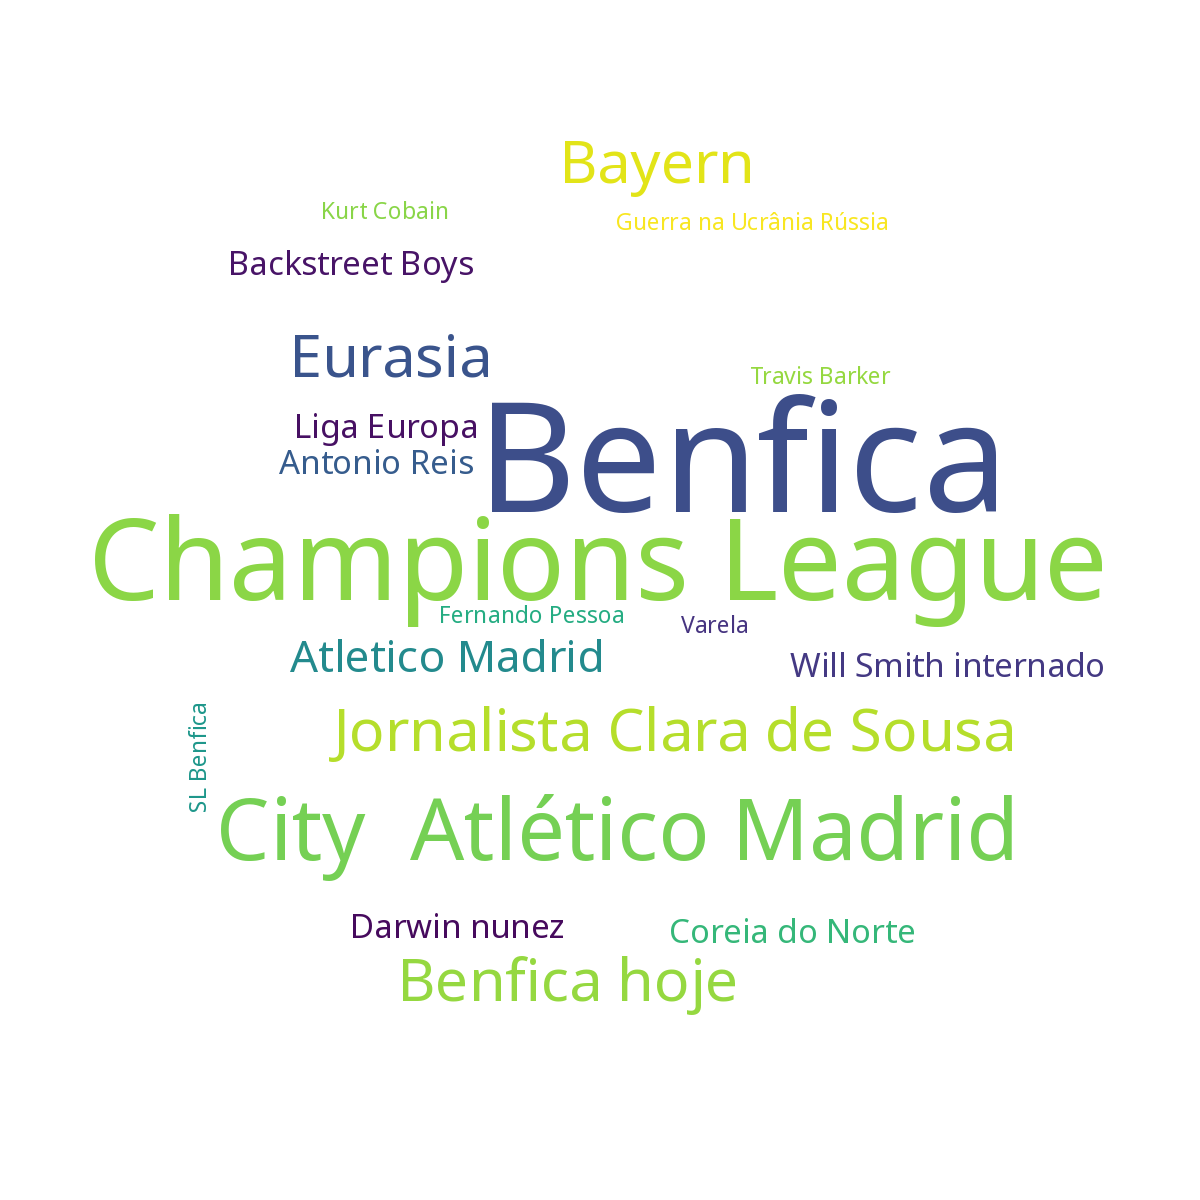 Bayern
Kurt Cobain
Guerra na Ucrânia Rússia
Backstreet Boys
Eurasia
Travis Barker
Benfica
Liga Europa
Antonio Reis
Champions League
Fernando Pessoa
Varela
Atletico Madrid
Will Smith internado
SL Benfica
Jornalista Clara de Sousa
City  Atlético Madrid
Darwin nunez
Coreia do Norte
Benfica hoje